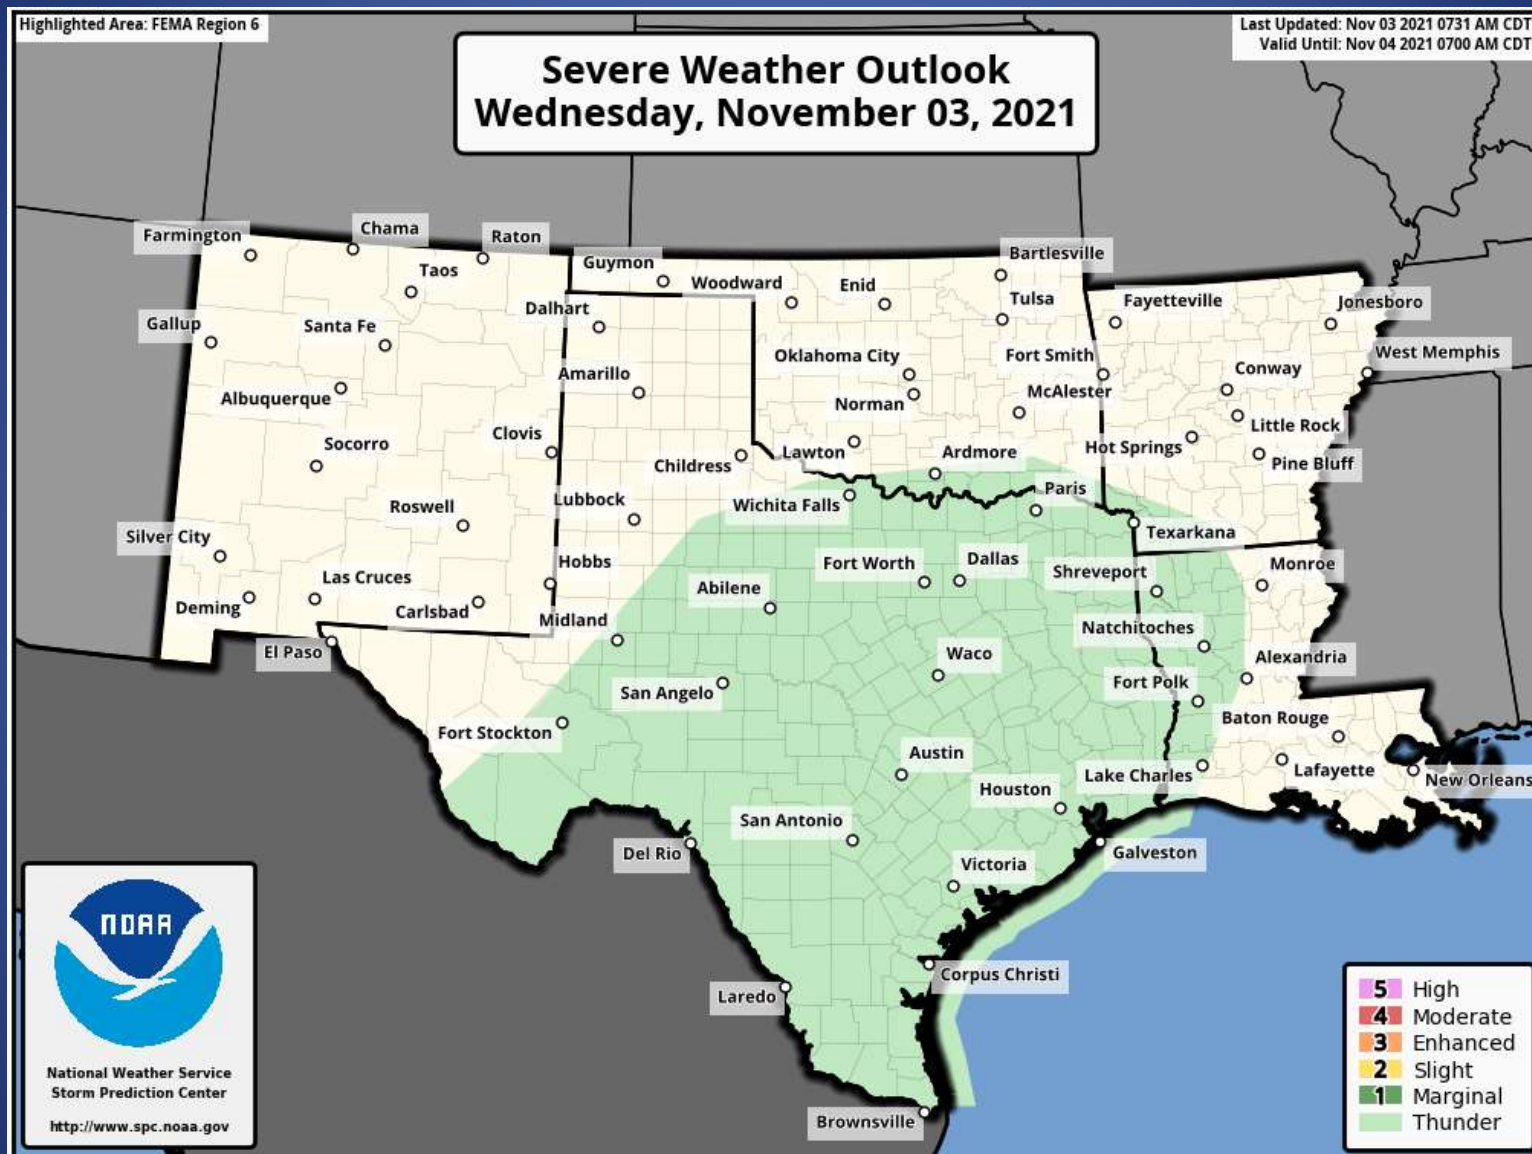 Highlighted Area: FEMA Region 6
Last Updated: Nov 03 2021 0731 AM CDT
Valid Until: Nov 04 2021 0700 AM CDT
Severe Weather Outlook
Wednesday, November 03, 2021
Farmington
Chama
Raton
Taos
Guymon
Woodward
Enid
Bartlesville
Tulsa
Fayetteville
Jonesboro
Gallup
Santa Fe
Dalhart
Oklahoma City
Fort Smith
Conway
West Memphis
Albuquerque
Amarillo
Norman
McAlester
Little Rock
Socorro
Clovis
Childress
Lawton
Ardmore
Hot Springs
Pine Bluff
Roswell
Lubbock
Wichita Falls
Paris
Texarkana
Silver City
Hobbs
Fort Worth
Dallas
Shreveport
Monroe
Las Cruces
Deming
Carlsbad
Midland
Abilene
Natchitoches
El Paso
San Angelo
Waco
Fort Polk
Alexandria
Fort Stockton
Baton Rouge
Austin
Houston
Lake Charles
Lafayette
New Orleans
San Antonio
Del Rio
Victoria
Galveston
Corpus Christi
Laredo
Brownsville
NOAA
National Weather Service
Storm Prediction Center
http://www.spc.noaa.gov
5 High
4 Moderate
3 Enhanced
2 Slight
1 Marginal
Thunder